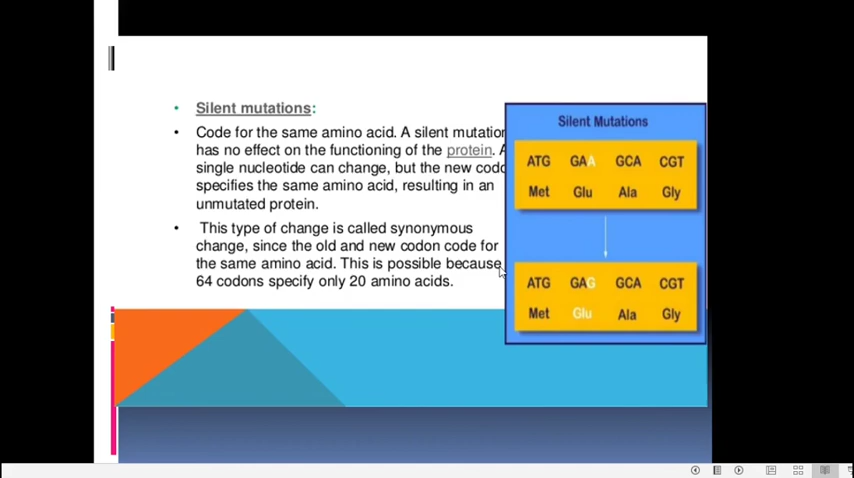 Silent mutations:
Code for the same amino acid. A silent mutation
has no effect on the functioning of the protein. A
single nucleotide can change, but the new codo
specifies the same amino acid, resulting in an
unmutated protein.
This type of change is called synonymous
change, since the old and new codon code for
the same amino acid. This is possible because
64 codons specify only 20 amino acids.
Silent Mutations
ATG GAA GCA CGT
Met Glu Ala Gly
ATG GAG GCA CGT
Met Glu Ala Gly